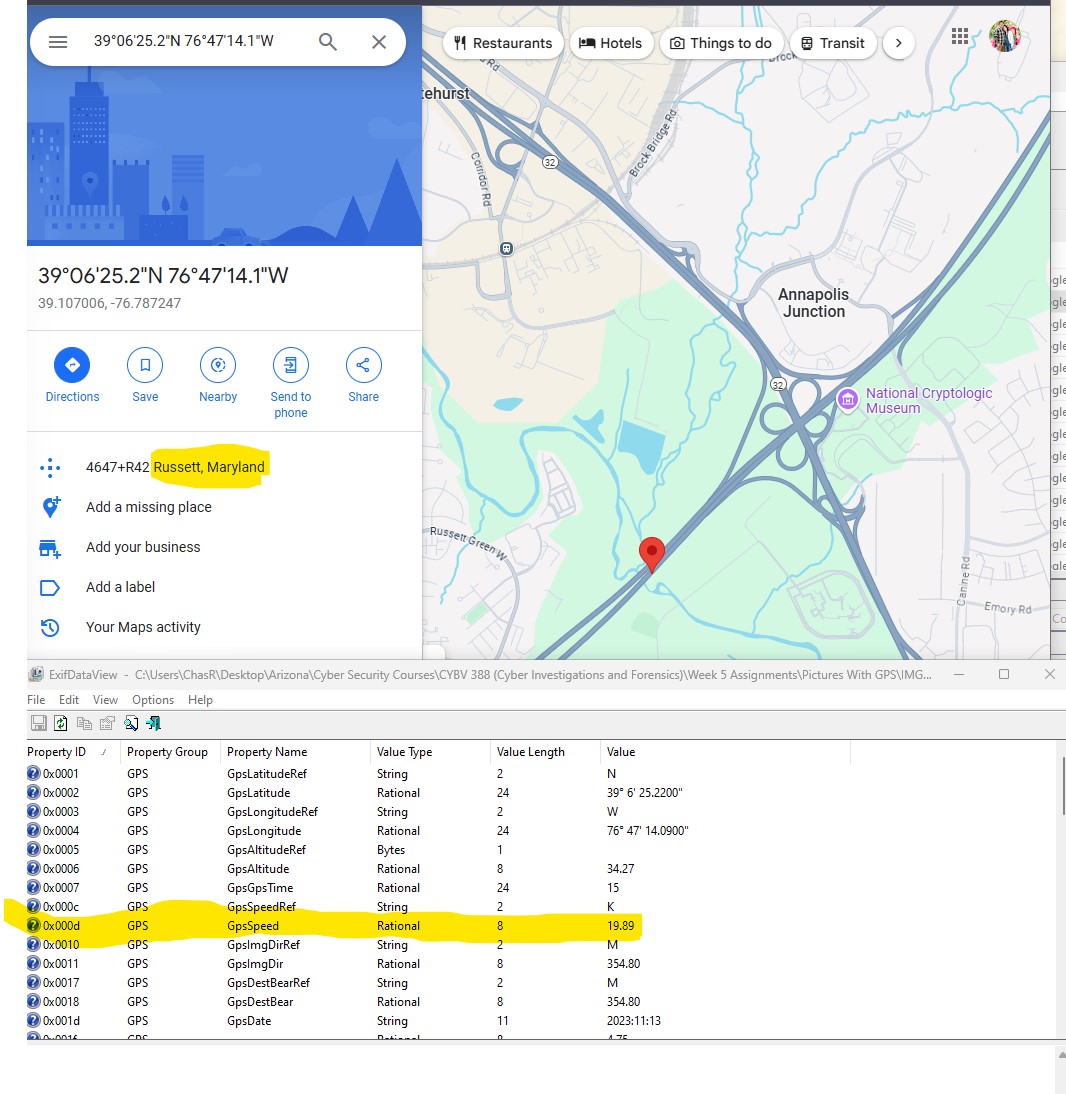 39°06'25.2"N 76°47'14.1"W
Restaurants
Hotels
Things to do
Transit
tehurst
Corridor Rd
32
Brock Bridge Rd
Annapolis
Junction
32
National Cryptologic
Museum
Russett Green W
Canine Rd
Emory Rd
39°06'25.2"N 76°47'14.1"W
39.107006, -76.787247
Directions
Save
Nearby
Send to
phone
Share
4647+R42 Russett, Maryland
Add a missing place
Add your business
Add a label
Your Maps activity
ExifDataView - C:\Users\ChasR\Desktop\Arizona\Cyber Security Courses\CYBV 388 (Cyber Investigations and Forensics)\Week 5 Assignments\Pictures With GPS\IMG...
File Edit View Options Help
Property ID Property Group Property Name Value Type Value Length Value
0x0001 GPS GpsLatitudeRef String 2 N
0x0002 GPS GpsLatitude Rational 24 39° 6' 25.2200"
0x0003 GPS GpsLongitudeRef String 2 W
0x0004 GPS GpsLongitude Rational 24 76° 47' 14.0900"
0x0005 GPS GpsAltitudeRef Bytes 1
0x0006 GPS GpsAltitude Rational 8 34.27
0x0007 GPS GpsGpsTime Rational 24 15
0x000c GPS GpsSpeedRef String 2 K
0x000d GPS GpsSpeed Rational 8 19.89
0x0010 GPS GpsImgDirRef String 2 M
0x0011 GPS GpsImgDir Rational 8 354.80
0x0017 GPS GpsDestBearRef String 2 M
0x0018 GPS GpsDestBear Rational 8 354.80
0x001d GPS GpsDate String 11 2023:11:13
0x001f GPS Rational 8 4.75